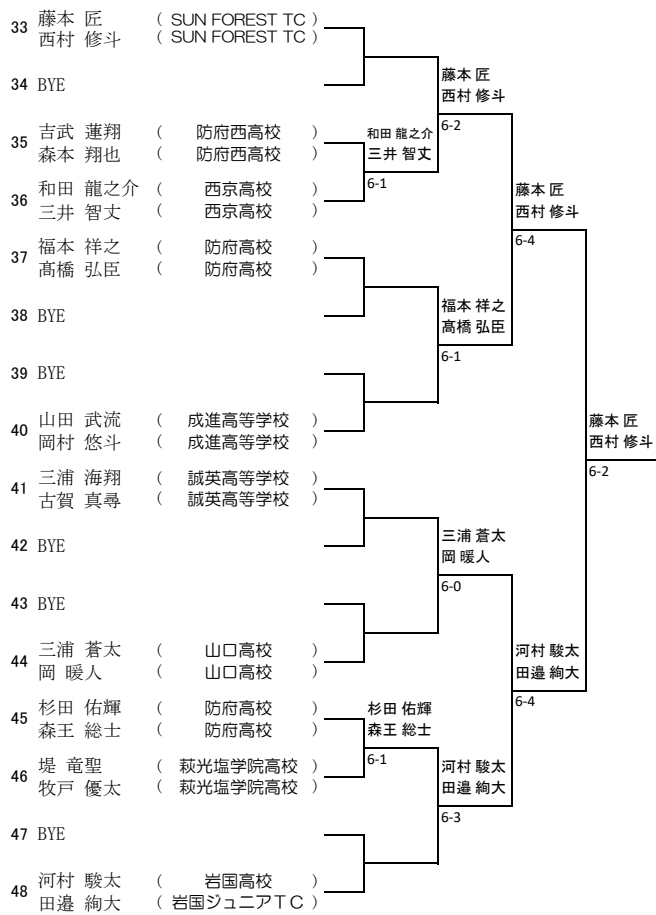 33 藤本 匠 ( SUN FOREST TC )
西村 修斗 ( SUN FOREST TC )
34 BYE
35 吉武 蓮翔 ( 防府西高校 )
森本 翔也 ( 防府西高校 )
36 和田 龍之介 ( 西京高校 )
三井 智丈 ( 西京高校 )
37 福本 祥之 ( 防府高校 )
髙橋 弘臣 ( 防府高校 )
38 BYE
39 BYE
40 山田 武流 ( 成進高等学校 )
岡村 悠斗 ( 成進高等学校 )
41 三浦 海翔 ( 誠英高等学校 )
古賀 真尋 ( 誠英高等学校 )
42 BYE
43 BYE
44 三浦 蒼太 ( 山口高校 )
岡 暖人 ( 山口高校 )
45 杉田 佑輝 ( 防府高校 )
森王 総士 ( 防府高校 )
46 堤 竜聖 ( 萩光塩学院高校 )
牧戸 優太 ( 萩光塩学院高校 )
47 BYE
48 河村 駿太 ( 岩国高校 )
田邉 絢大 ( 岩国ジュニアTC )
和田 龍之介
三井 智丈
6-1
杉田 佑輝
森王 総士
6-1
藤本 匠
西村 修斗
6-2
福本 祥之
髙橋 弘臣
6-1
三浦 蒼太
岡 暖人
6-0
河村 駿太
田邉 絢大
6-3
藤本 匠
西村 修斗
6-4
河村 駿太
田邉 絢大
6-4
藤本 匠
西村 修斗
6-2